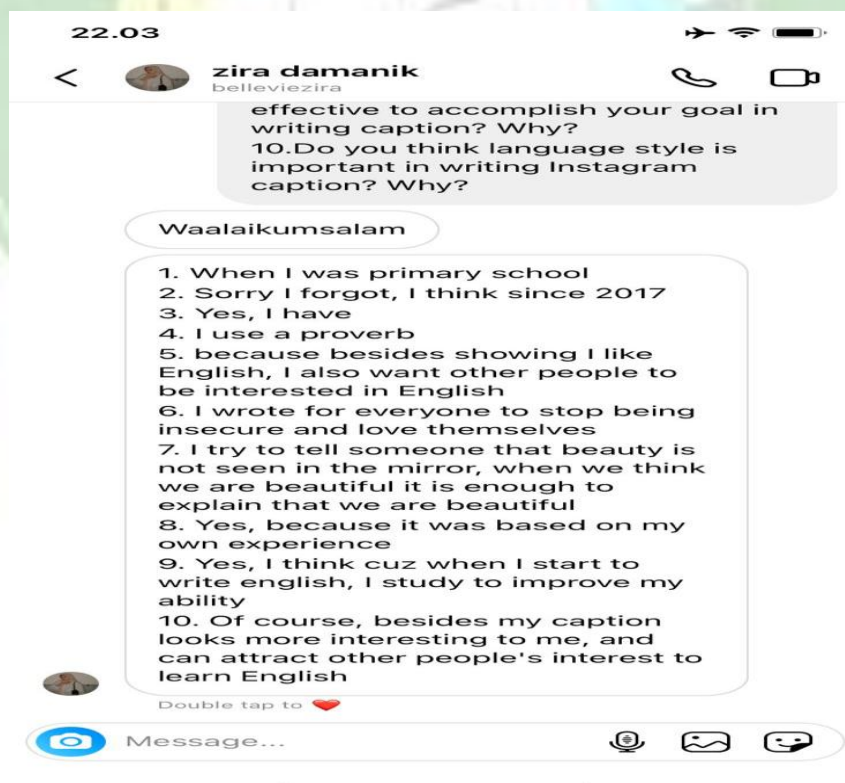 22.03
zira damanik
belleviezira
effective to accomplish your goal in
writing caption? Why?
10.Do you think language style is
important in writing Instagram
caption? Why?
Waalaikumsalam
1. When I was primary school
2. Sorry I forgot, I think since 2017
3. Yes, I have
4. I use a proverb
5. because besides showing I like
English, I also want other people to
be interested in English
6. I wrote for everyone to stop being
insecure and love themselves
7. I try to tell someone that beauty is
not seen in the mirror, when we think
we are beautiful it is enough to
explain that we are beautiful
8. Yes, because it was based on my
own experience
9. Yes, I think cuz when I start to
write english, I study to improve my
ability
10. Of course, besides my caption
looks more interesting to me, and
can attract other people's interest to
learn English
Double tap to ❤️
Message...